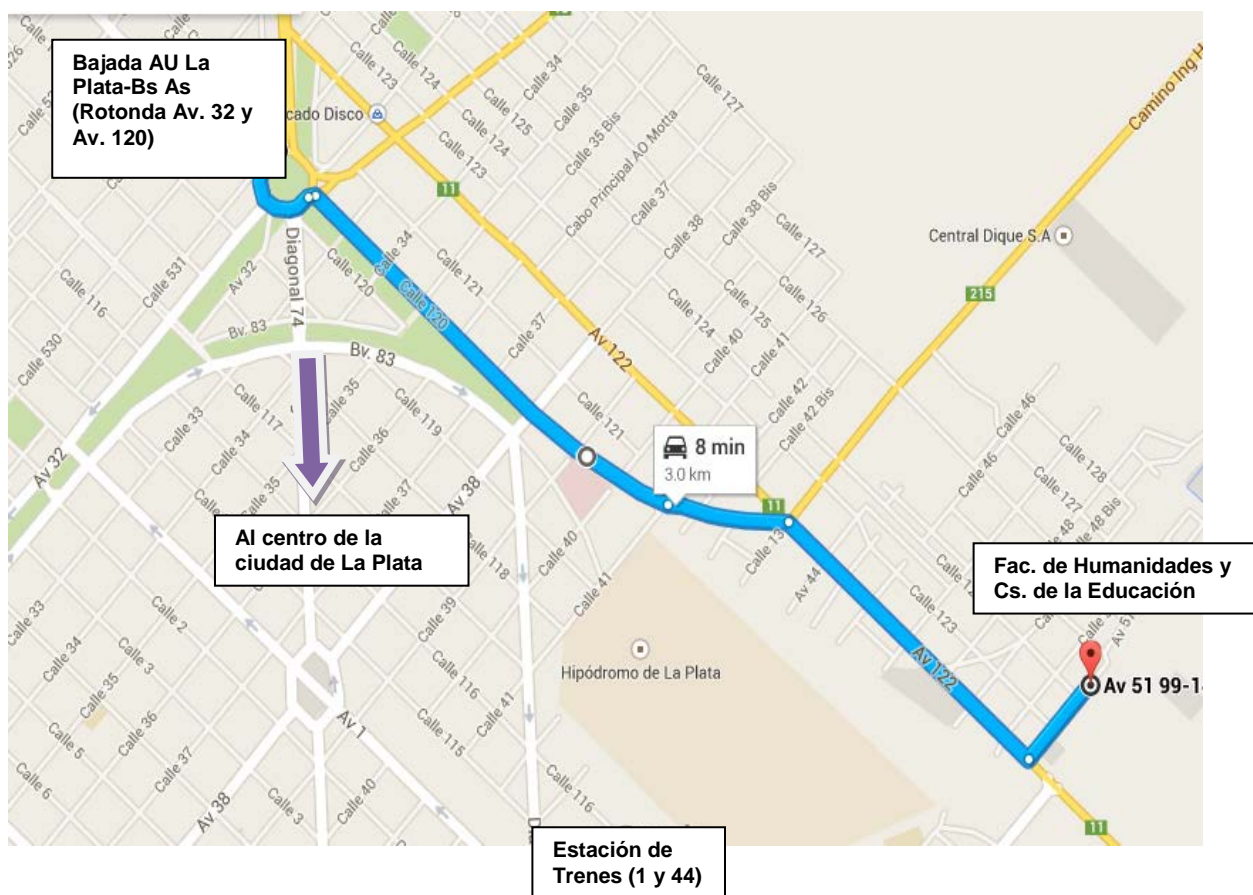 Bajada AU La
Plata-Bs As
(Rotonda Av. 32 y
Av. 120)
cado Disco
Calle 123
Calle 124
Calle 34
Calle 35
Calle 127
Calle 125
Calle 124
Calle 123
Calle 35 Bis
Cabo Principal AO Motta
Calle 37
Calle 38
Calle 38 Bis
Calle 127
Camino Ing H
11
Central Dique S.A
215
Calle 531
Calle 116
Calle 530
Av 32
Diagonal 74
Calle 120
Calle 34
Calle 120
Calle 121
Calle 37
Av 122
Calle 124
Calle 125
Calle 126
Calle 40
Calle 41
Calle 42
Calle 42 Bis
Bv. 83
Bv. 83
Calle 33
Calle 117
Calle 34
Calle 35
Calle 35
Calle 36
Calle 119
Calle 37
Av 38
Av 32
Calle 121
8 min
3.0 km
11
Calle 46
Calle 46
Calle 128
Calle 127
Calle 48
Calle 48 Bis
Al centro de la
ciudad de La Plata
Calle 118
Calle 40
Calle 41
Calle 13
Av 44
Calle 123
Fac. de Humanidades y
Cs. de la Educación
Av 51
Calle 33
Calle 34
Calle 35
Calle 36
Calle 37
Calle 2
Calle 3
Calle 5
Calle 6
Calle 39
Calle 116
Calle 41
Calle 115
Hipódromo de La Plata
Av 122
Av 51 99-1
Av 1
Av 38
Calle 3
Calle 40
Calle 116
11
Estación de
Trenes (1 y 44)